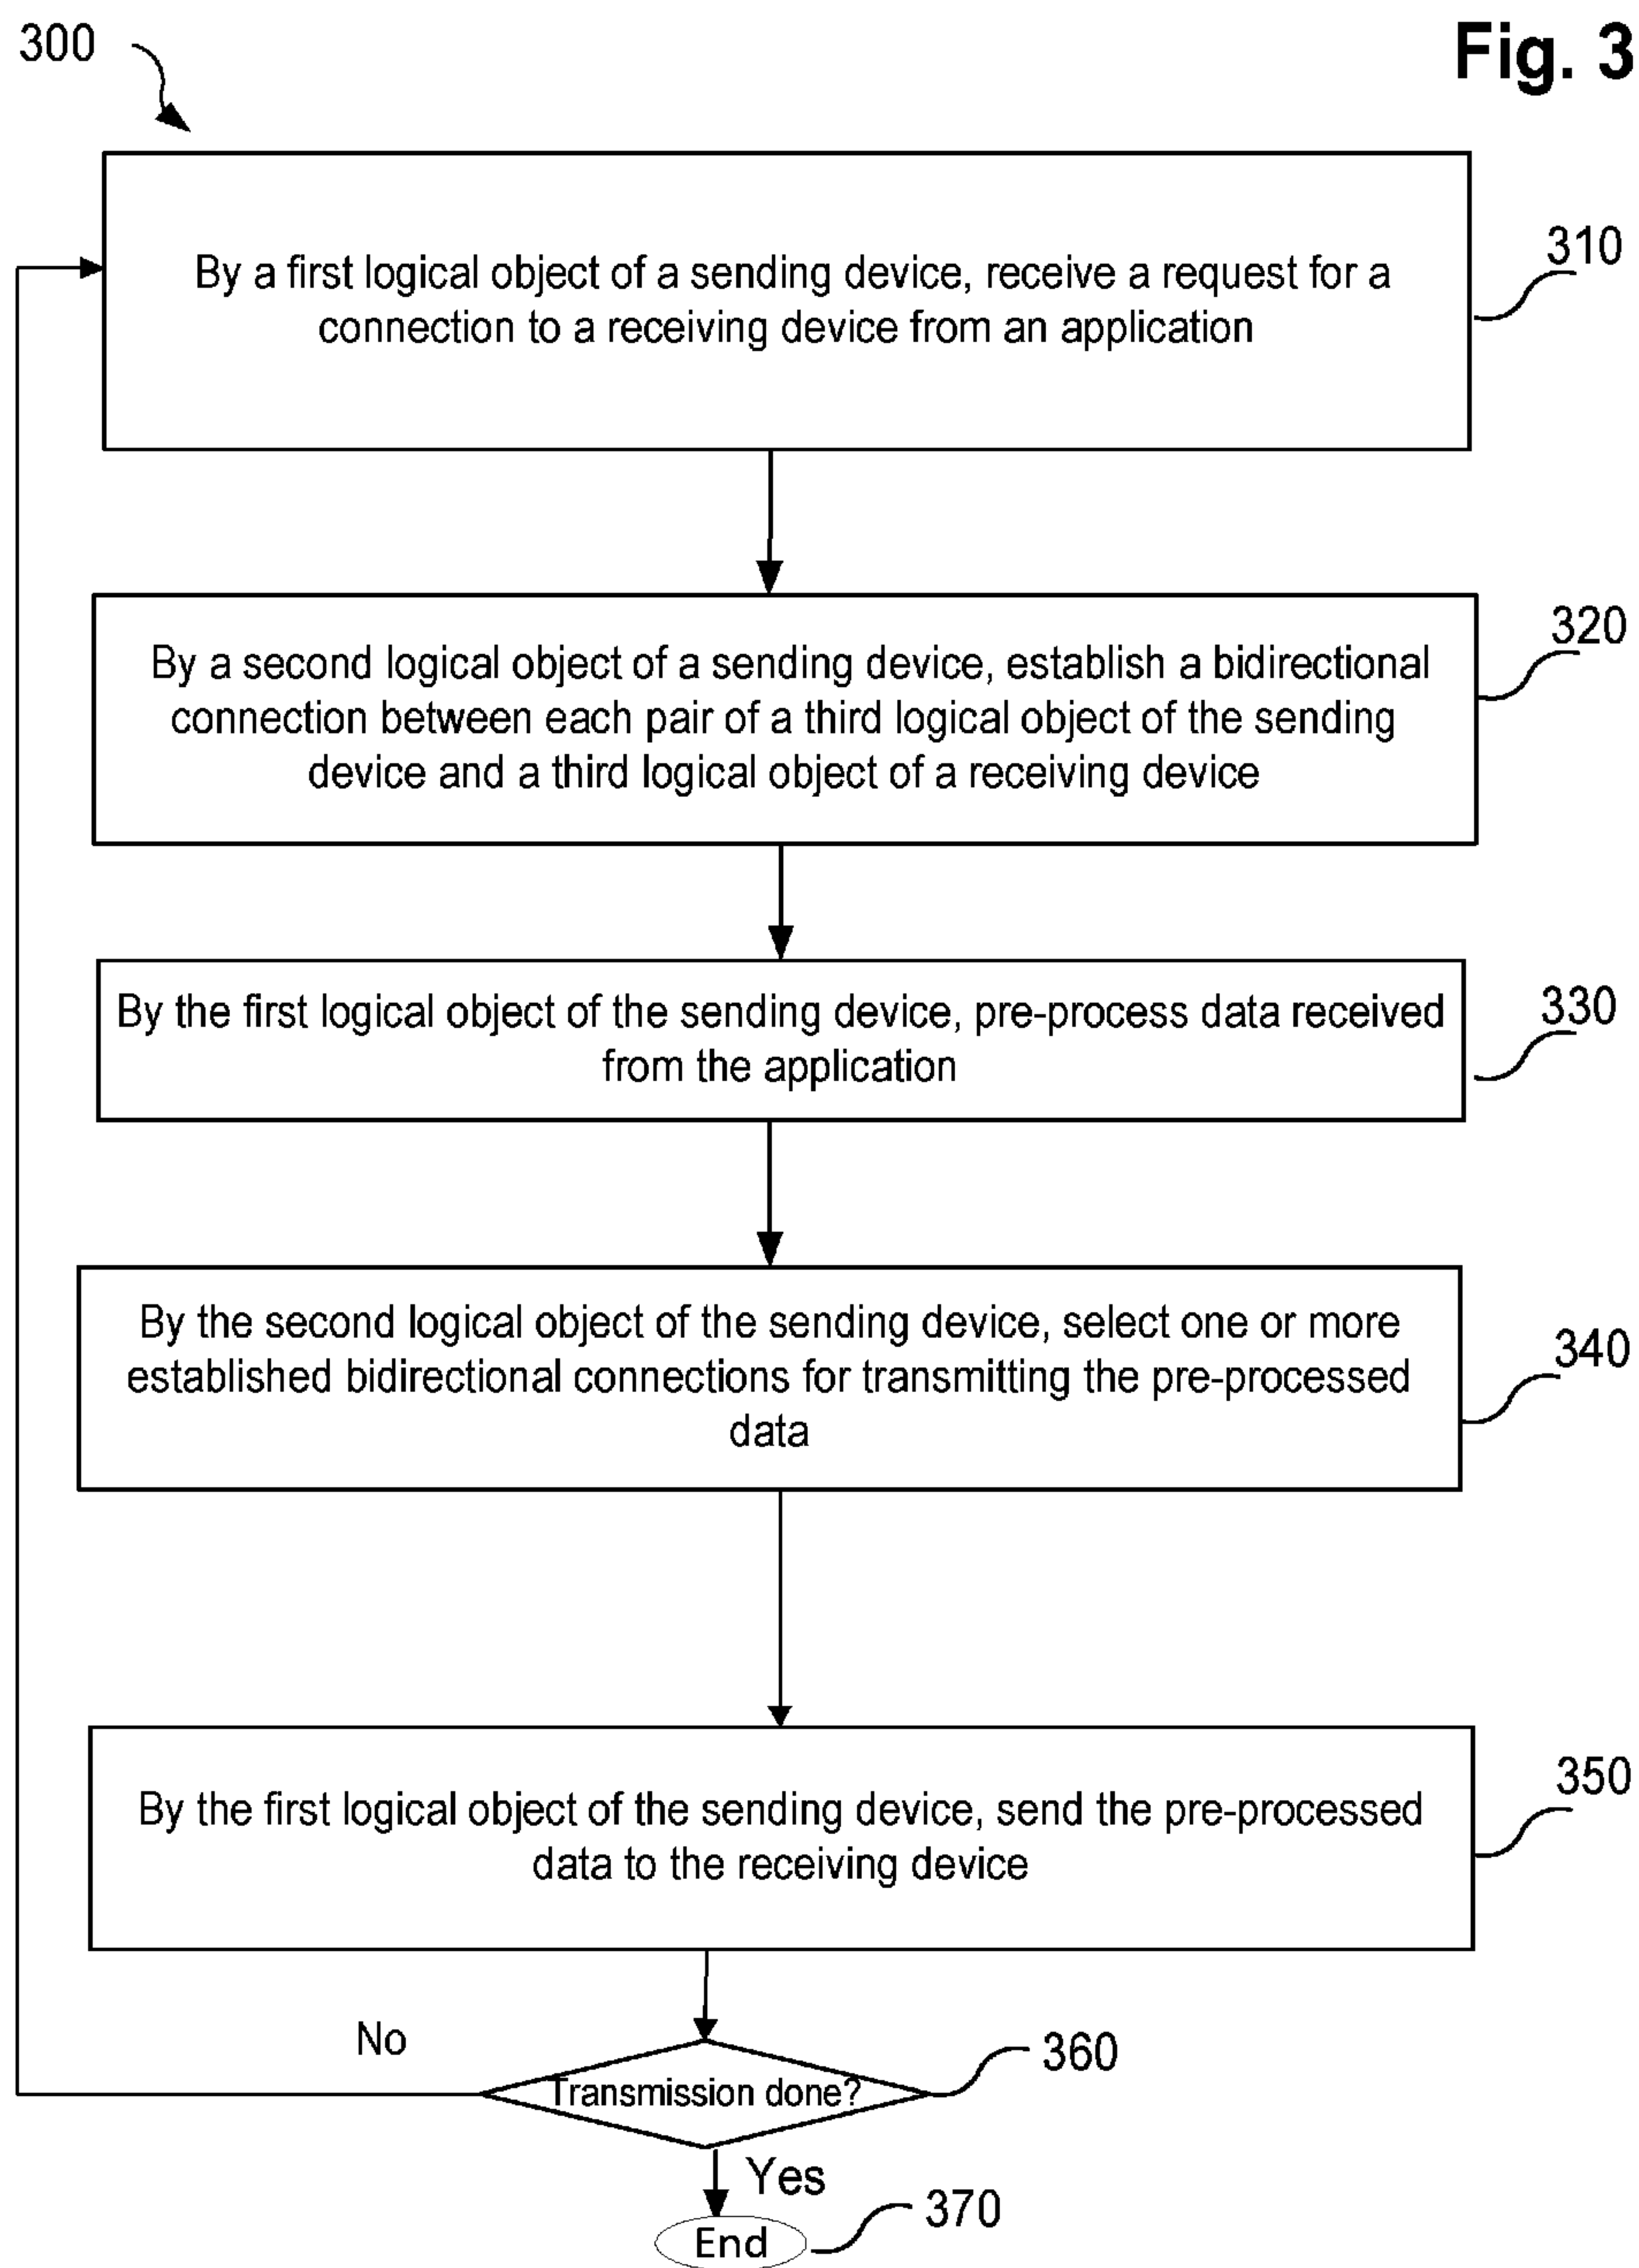 300
Fig. 3
By a first logical object of a sending device, receive a request for a
connection to a receiving device from an application
310
By a second logical object of a sending device, establish a bidirectional
connection between each pair of a third logical object of the sending
device and a third logical object of a receiving device
320
By the first logical object of the sending device, pre-process data received
from the application
330
By the second logical object of the sending device, select one or more
established bidirectional connections for transmitting the pre-processed
data
340
By the first logical object of the sending device, send the pre-processed
data to the receiving device
350
No
Transmission done?
360
Yes
End
370